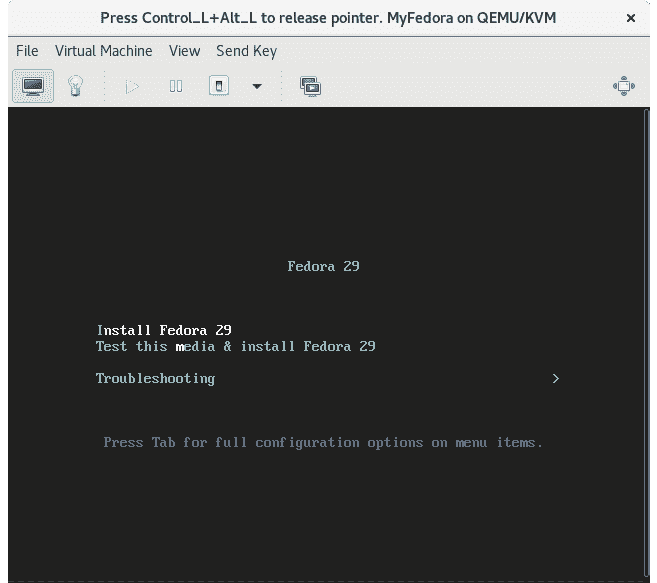 Press Control_L+Alt_L to release pointer. MyFedora on QEMU/KVM
File Virtual Machine View Send Key
Fedora 29
Install Fedora 29
Test this media & install Fedora 29
Troubleshooting >
Press Tab for full configuration options on menu items.